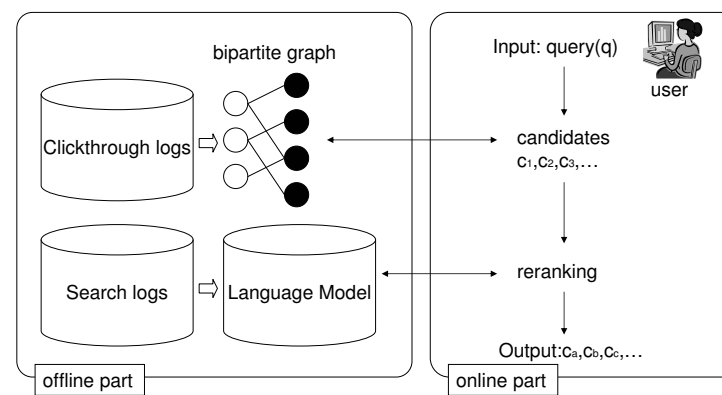 bipartite graph
Clickthrough logs
Search logs
Language Model
offline part
Input: query(q)
user
candidates
c1,c2,c3,…
reranking
Output:ca,cb,cc,…
online part